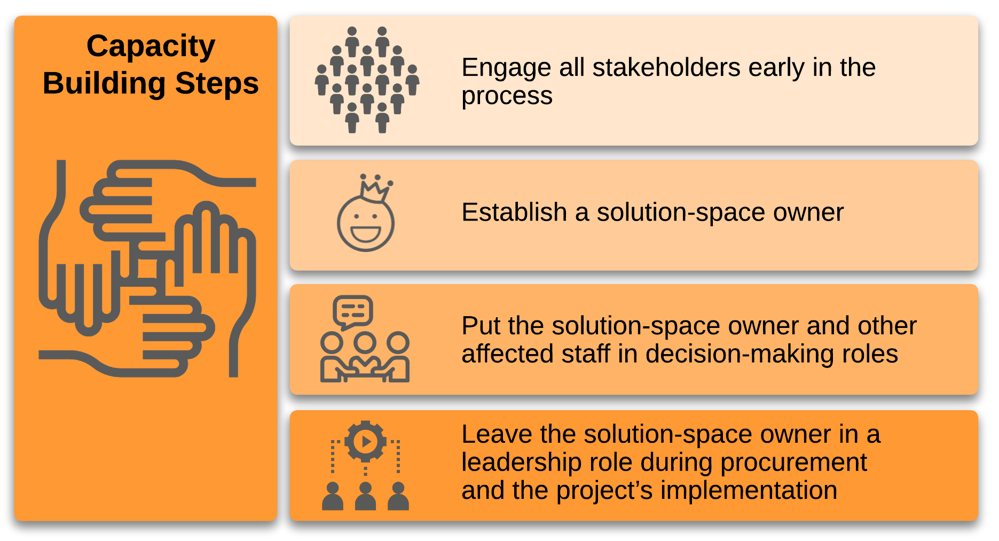 Capacity
Building Steps
Engage all stakeholders early in the
process
Establish a solution-space owner
Put the solution-space owner and other
affected staff in decision-making roles
Leave the solution-space owner in a
leadership role during procurement
and the project’s implementation